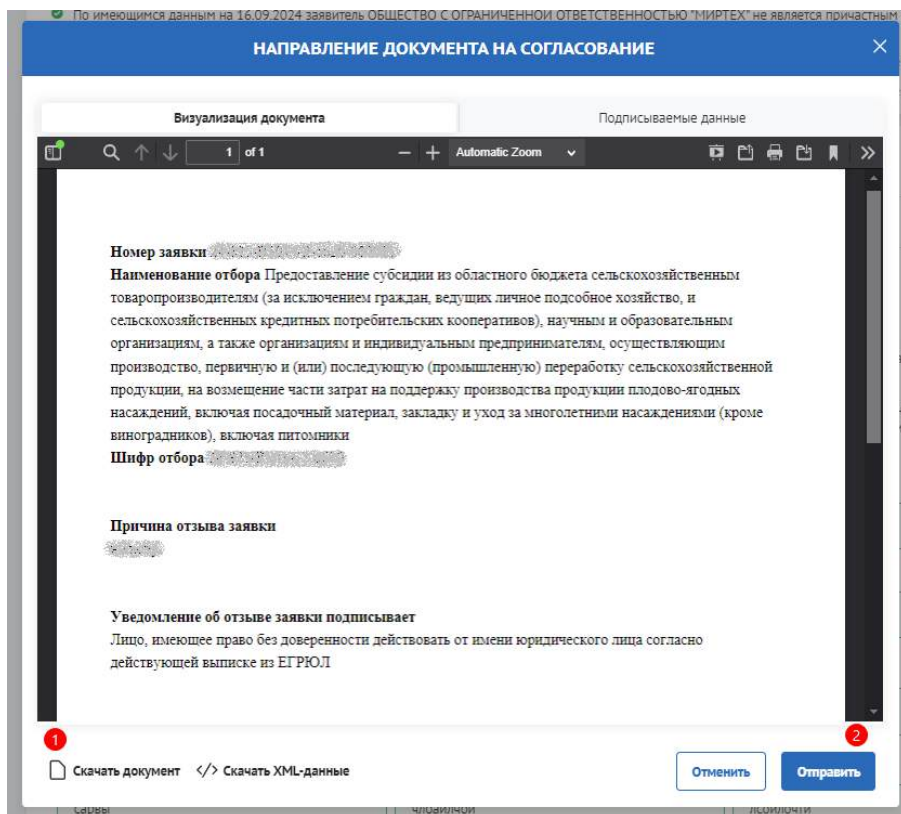 По имеющимся данным на 16.09.2024 заявитель ОБЩЕСТВО С ОГРАНИЧЕННОЙ ОТВЕТСТВЕННОСТЬЮ "МИРТЕХ" не является причастным
НАПРАВЛЕНИЕ ДОКУМЕНТА НА СОГЛАСОВАНИЕ
Визуализация документа Подписываемые данные
1 of 1 Automatic Zoom
Номер заявки
Наименование отбора Предоставление субсидии из областного бюджета сельскохозяйственным
товаропроизводителям (за исключением граждан, ведущих личное подсобное хозяйство, и
сельскохозяйственных кредитных потребительских кооперативов), научным и образовательным
организациям, а также организациям и индивидуальным предпринимателям, осуществляющим
производство, первичную и (или) последующую (промышленную) переработку сельскохозяйственной
продукции, на возмещение части затрат на поддержку производства продукции плодово-ягодных
насаждений, включая посадочный материал, закладку и уход за многолетними насаждениями (кроме
виноградников), включая питомники
Шифр отбора
Причина отзыва заявки
Уведомление об отзыве заявки подписывает
Лицо, имеющее право без доверенности действовать от имени юридического лица согласно
действующей выписке из ЕГРЮЛ
1 2
Скачать документ </> Скачать XML-данные Отменить Отправить